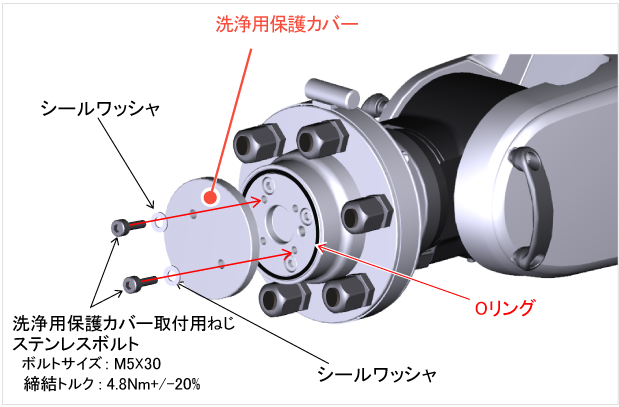 洗浄用保護カバー
シールワッシャ
Oリング
洗浄用保護カバー取付用ねじ
ステンレスボルト
ボルトサイズ：M5X30
締結トルク：4.8Nm+/-20%
シールワッシャ